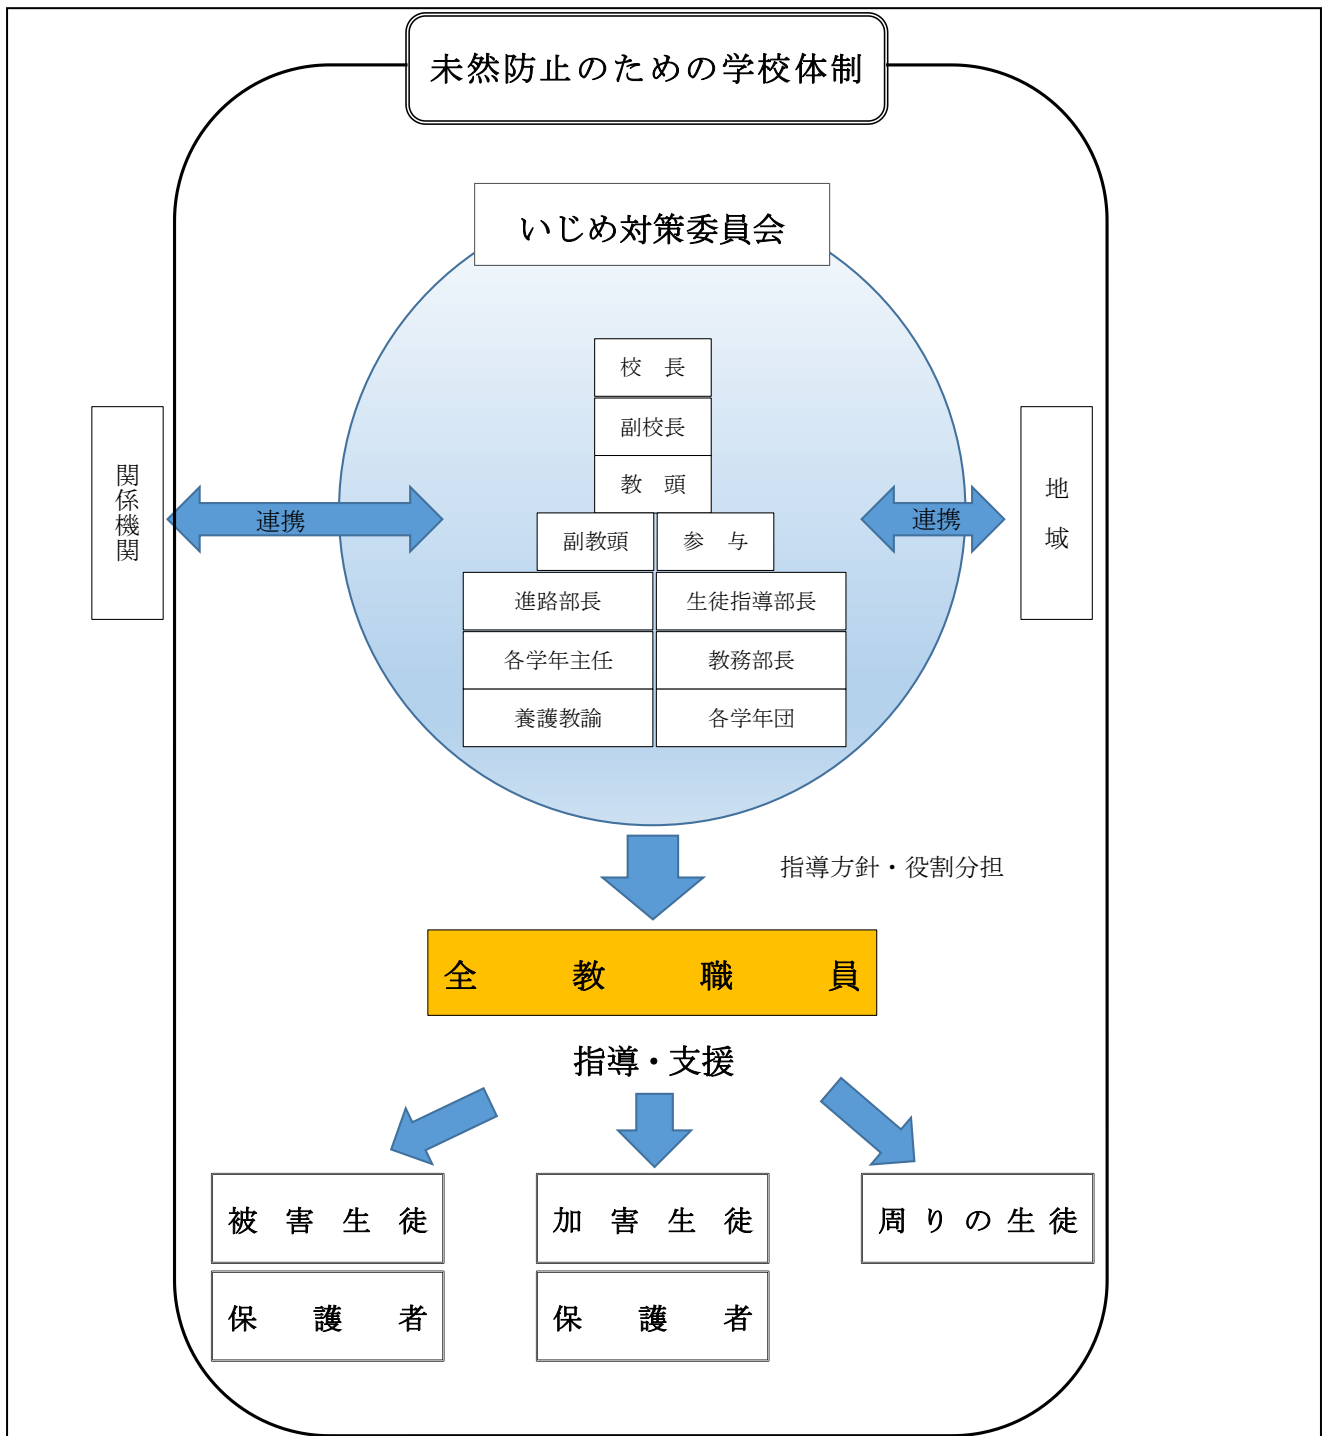 未然防止のための学校体制
いじめ対策委員会
校　長
副校長
教　頭
副教頭
参　与
進路部長
生徒指導部長
各学年主任
教務部長
養護教諭
各学年団
関係機関
連携
連携
地域
指導方針・役割分担
全教職員
指導・支援
被害生徒
加害生徒
周りの生徒
保護者
保護者